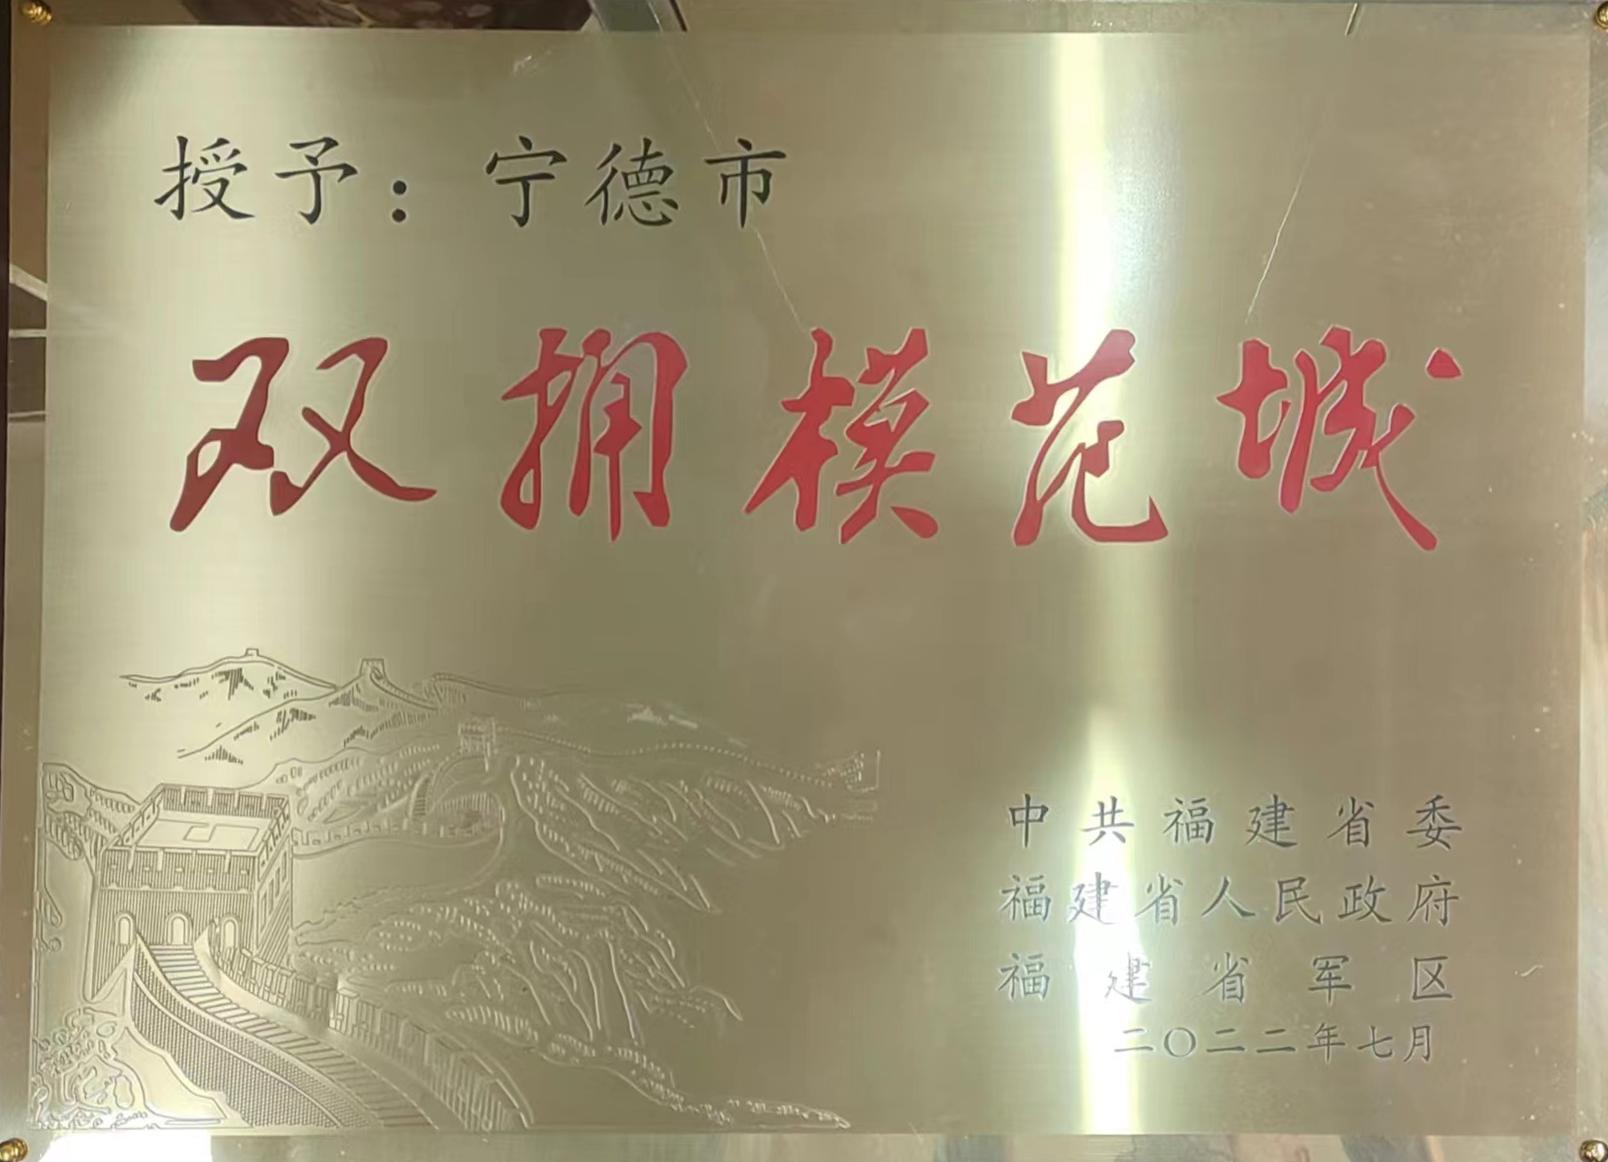 授予：宁德市
双拥模范城
中共福建省委
福建省人民政府
福建省军区
二〇二二年七月